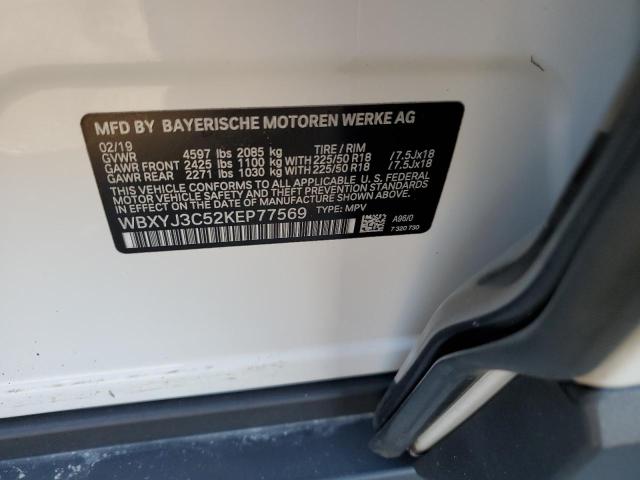 MFD BY BAYERISCHE MOTOREN WERKE AG
02/19 TIRE / RIM
GVWR 4597 lbs 2085 kg
GAWR FRONT 2425 lbs 1100 kg WITH 225/50 R18 /7.5Jx18
GAWR REAR 2271 lbs 1030 kg WITH 225/50 R18 /7.5Jx18
THIS VEHICLE CONFORMS TO ALL APPLICABLE U.S. FEDERAL
MOTOR VEHICLE SAFETY, BUMPER, AND THEFT PREVENTION
STANDARDS IN EFFECT ON THE DATE OF MANUFACTURE SHOWN ABOVE.
WBXYJ3C52KEP77569 TYPE: MPV
A96/0
7 320 730